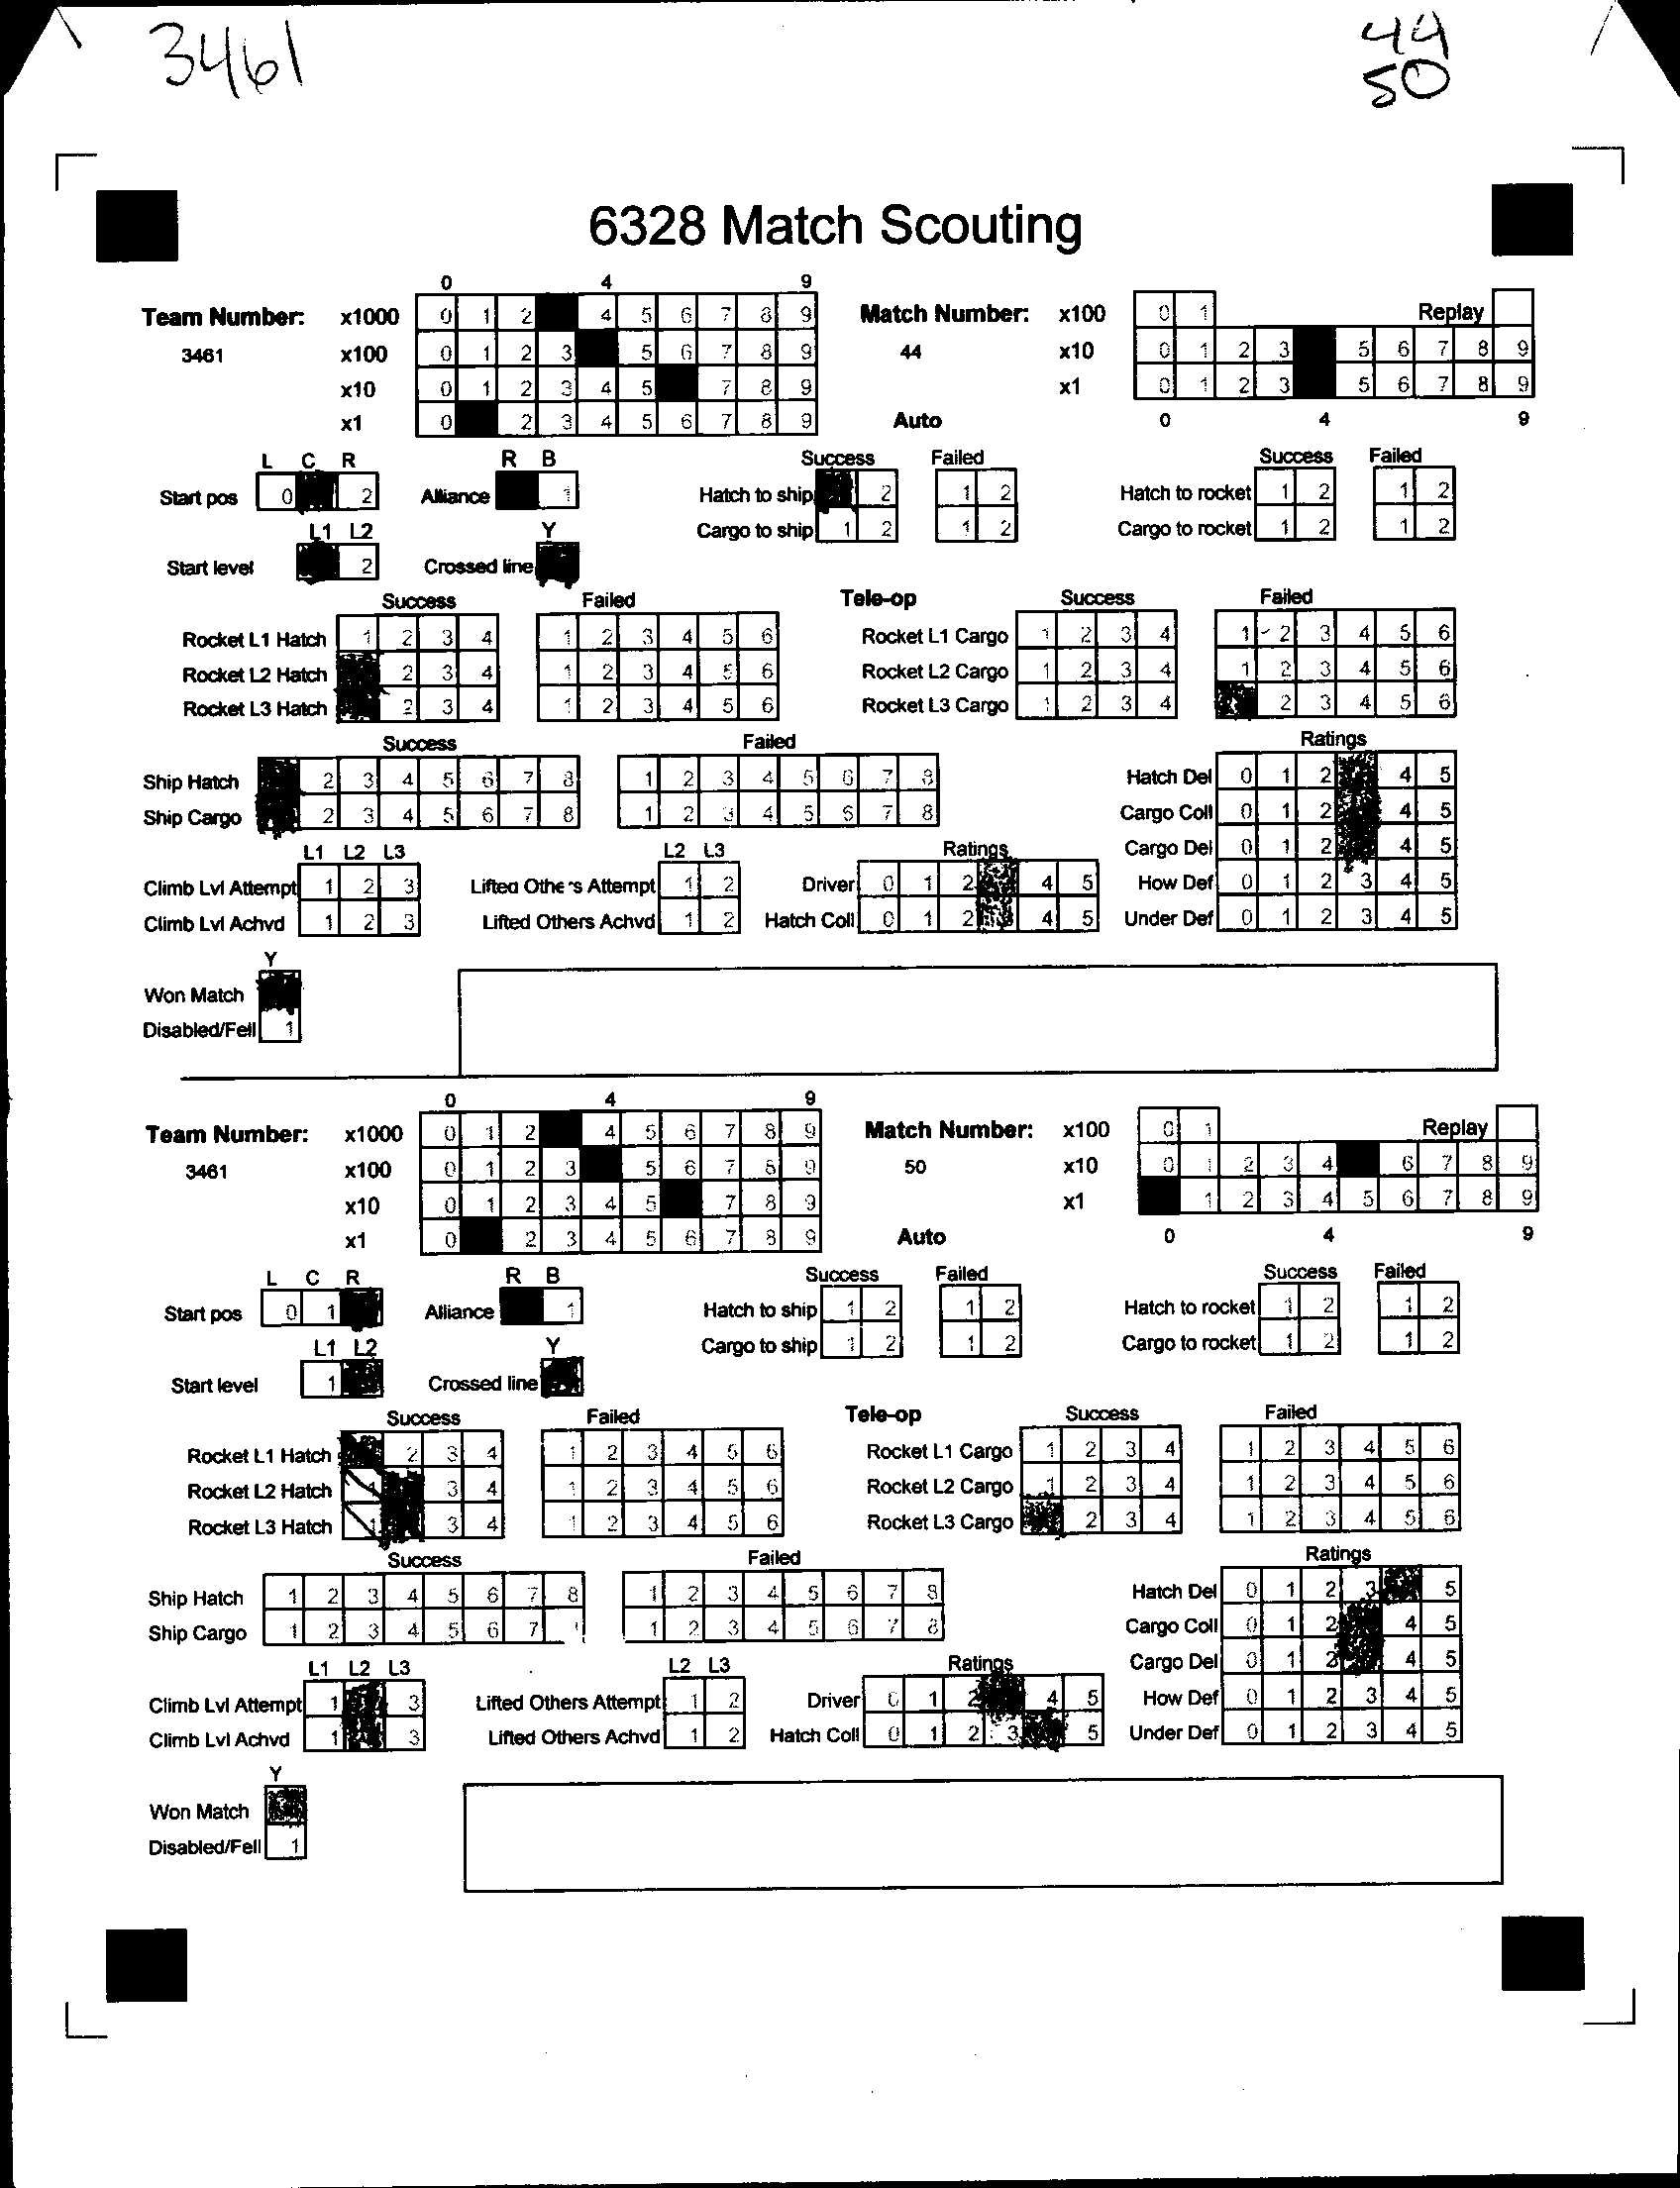 3461 44
50
6328 Match Scouting
0 4 9
Team Number: x1000 0 1 2 4 5 6 7 8 9 Match Number: x100 0 1 Replay
3461 x100 0 1 2 3 5 6 7 8 9 44 x10 0 1 2 3 5 6 7 8 9
x10 0 1 2 3 4 5 7 8 9 x1 0 1 2 3 5 6 7 8 9
x1 0 2 3 4 5 6 7 8 9 Auto 0 4 9
L C R R B Success Failed Success Failed
Start pos 0 2 Alliance 1 Hatch to ship 2 1 2 Hatch to rocket 1 2 1 2
L1 L2 Y Cargo to ship 1 2 1 2 Cargo to rocket 1 2 1 2
Start level 2 Crossed line
Success Failed Tele-op Success Failed
Rocket L1 Hatch 1 2 3 4 1 2 3 4 5 6 Rocket L1 Cargo 1 2 3 4 1 2 3 4 5 6
Rocket L2 Hatch 2 3 4 1 2 3 4 5 6 Rocket L2 Cargo 1 2 3 4 1 2 3 4 5 6
Rocket L3 Hatch 2 3 4 1 2 3 4 5 6 Rocket L3 Cargo 1 2 3 4 2 3 4 5 6
Success Failed Ratings
Ship Hatch 2 3 4 5 6 7 8 1 2 3 4 5 6 7 8 Hatch Del 0 1 2 4 5
Ship Cargo 2 3 4 5 6 7 8 1 2 3 4 5 6 7 8 Cargo Coll 0 1 2 4 5
L1 L2 L3 L2 L3 Ratings Cargo Del 0 1 2 4 5
Climb Lvl Attempt 1 2 3 Lifted Others Attempt 1 2 Driver 0 1 2 4 5 How Def 0 1 2 3 4 5
Climb Lvl Achvd 1 2 3 Lifted Others Achvd 1 2 Hatch Coll 0 1 2 4 5 Under Def 0 1 2 3 4 5
Y
Won Match
Disabled/Fell 1
0 4 9
Team Number: x1000 0 1 2 4 5 6 7 8 9 Match Number: x100 0 1 Replay
3461 x100 0 1 2 3 5 6 7 8 9 50 x10 0 1 2 3 4 6 7 8 9
x10 0 1 2 3 4 5 7 8 9 x1 1 2 3 4 5 6 7 8 9
x1 0 2 3 4 5 6 7 8 9 Auto 0 4 9
L C R R B Success Failed Success Failed
Start pos 0 1 Alliance 1 Hatch to ship 1 2 1 2 Hatch to rocket 1 2 1 2
L1 L2 Y Cargo to ship 1 2 1 2 Cargo to rocket 1 2 1 2
Start level 1 Crossed line
Success Failed Tele-op Success Failed
Rocket L1 Hatch 2 3 4 1 2 3 4 5 6 Rocket L1 Cargo 1 2 3 4 1 2 3 4 5 6
Rocket L2 Hatch 1 3 4 1 2 3 4 5 6 Rocket L2 Cargo 1 2 3 4 1 2 3 4 5 6
Rocket L3 Hatch 1 3 4 1 2 3 4 5 6 Rocket L3 Cargo 2 3 4 1 2 3 4 5 6
Success Failed Ratings
Ship Hatch 1 2 3 4 5 6 7 8 1 2 3 4 5 6 7 8 Hatch Del 0 1 2 3 5
Ship Cargo 1 2 3 4 5 6 7 1 2 3 4 5 6 7 8 Cargo Coll 0 1 2 4 5
L1 L2 L3 L2 L3 Ratings Cargo Del 0 1 2 4 5
Climb Lvl Attempt 1 3 Lifted Others Attempt 1 2 Driver 0 1 2 4 5 How Def 0 1 2 3 4 5
Climb Lvl Achvd 1 3 Lifted Others Achvd 1 2 Hatch Coll 0 1 2 3 5 Under Def 0 1 2 3 4 5
Y
Won Match
Disabled/Fell 1